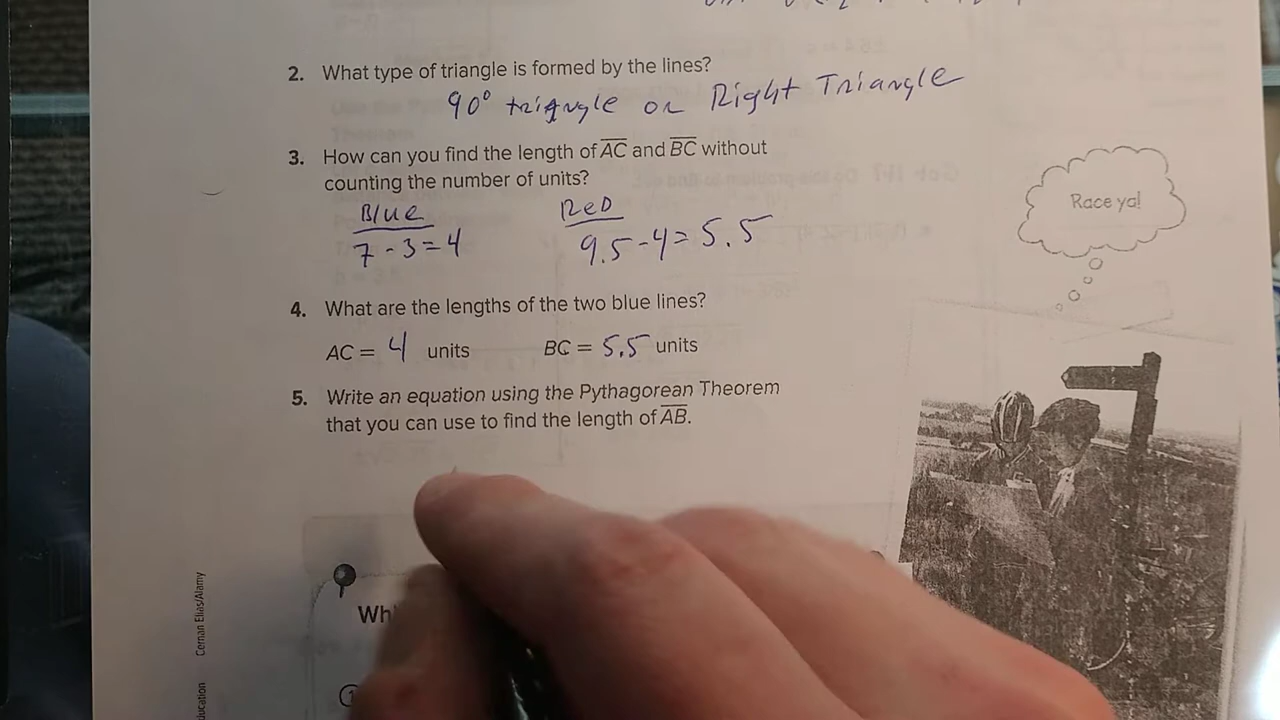 2. What type of triangle is formed by the lines?
90° triangle or Right Triangle
3. How can you find the length of AC and BC without
counting the number of units?
Blue
7 - 3 = 4
Red
9.5 - 4 = 5.5
Race ya!
4. What are the lengths of the two blue lines?
AC = 4 units BC = 5.5 units
5. Write an equation using the Pythagorean Theorem
that you can use to find the length of AB.
Cernan Elias/Alamy